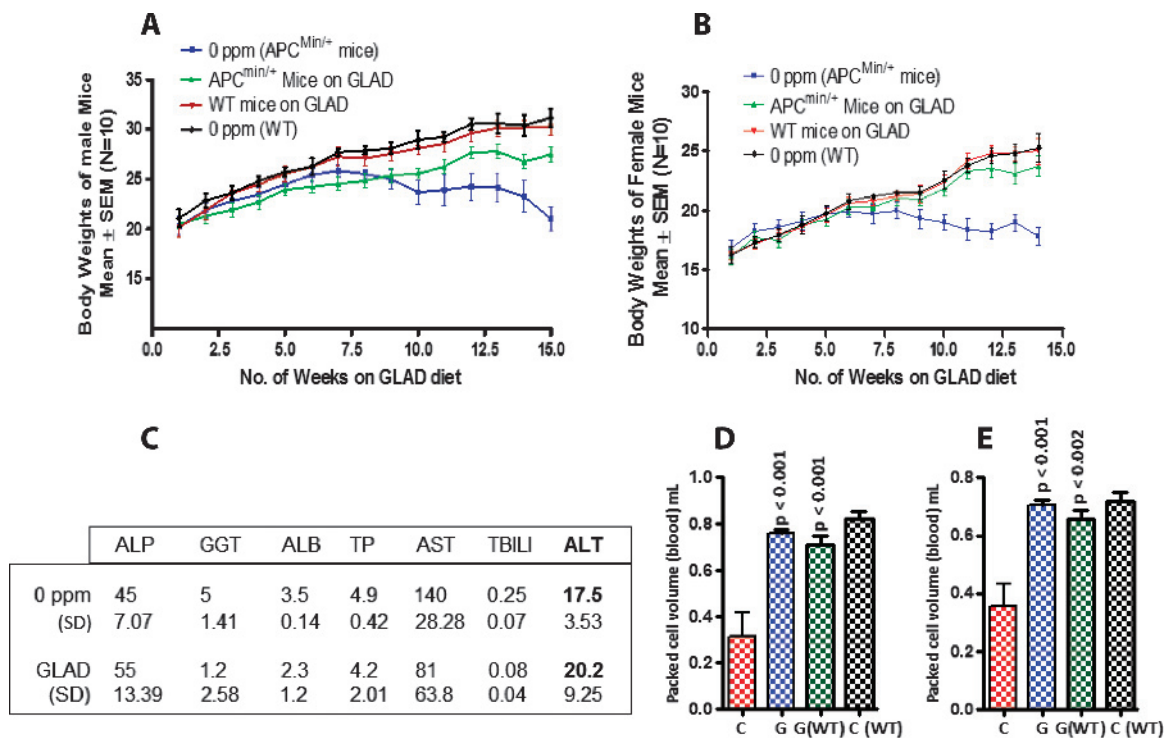 A
0 ppm (APC^Min/+ mice)
APC^min/+ Mice on GLAD
WT mice on GLAD
0 ppm (WT)
Body Weights of male Mice
Mean ± SEM (N=10)
35
30
25
20
15
0.0 2.5 5.0 7.5 10.0 12.5 15.0
No. of Weeks on GLAD diet
B
0 ppm (APC^Min/+ mice)
APC^min/+ Mice on GLAD
WT mice on GLAD
0 ppm (WT)
Body Weights of Female Mice
Mean ± SEM (N=10)
30
25
20
15
10
0.0 2.5 5.0 7.5 10.0 12.5 15.0
No. of Weeks on GLAD diet
C
ALP GGT ALB TP AST TBILI ALT
0 ppm 45 5 3.5 4.9 140 0.25 17.5
(SD) 7.07 1.41 0.14 0.42 28.28 0.07 3.53
GLAD 55 1.2 2.3 4.2 81 0.08 20.2
(SD) 13.39 2.58 1.2 2.01 63.8 0.04 9.25
D
Packed cell volume (blood) mL
1.0
0.8
0.6
0.4
0.2
0.0
p < 0.001
p < 0.001
C G G(WT) C (WT)
E
Packed cell volume (blood) mL
0.8
0.6
0.4
0.2
0.0
p < 0.001
p < 0.002
C G G(WT) C (WT)